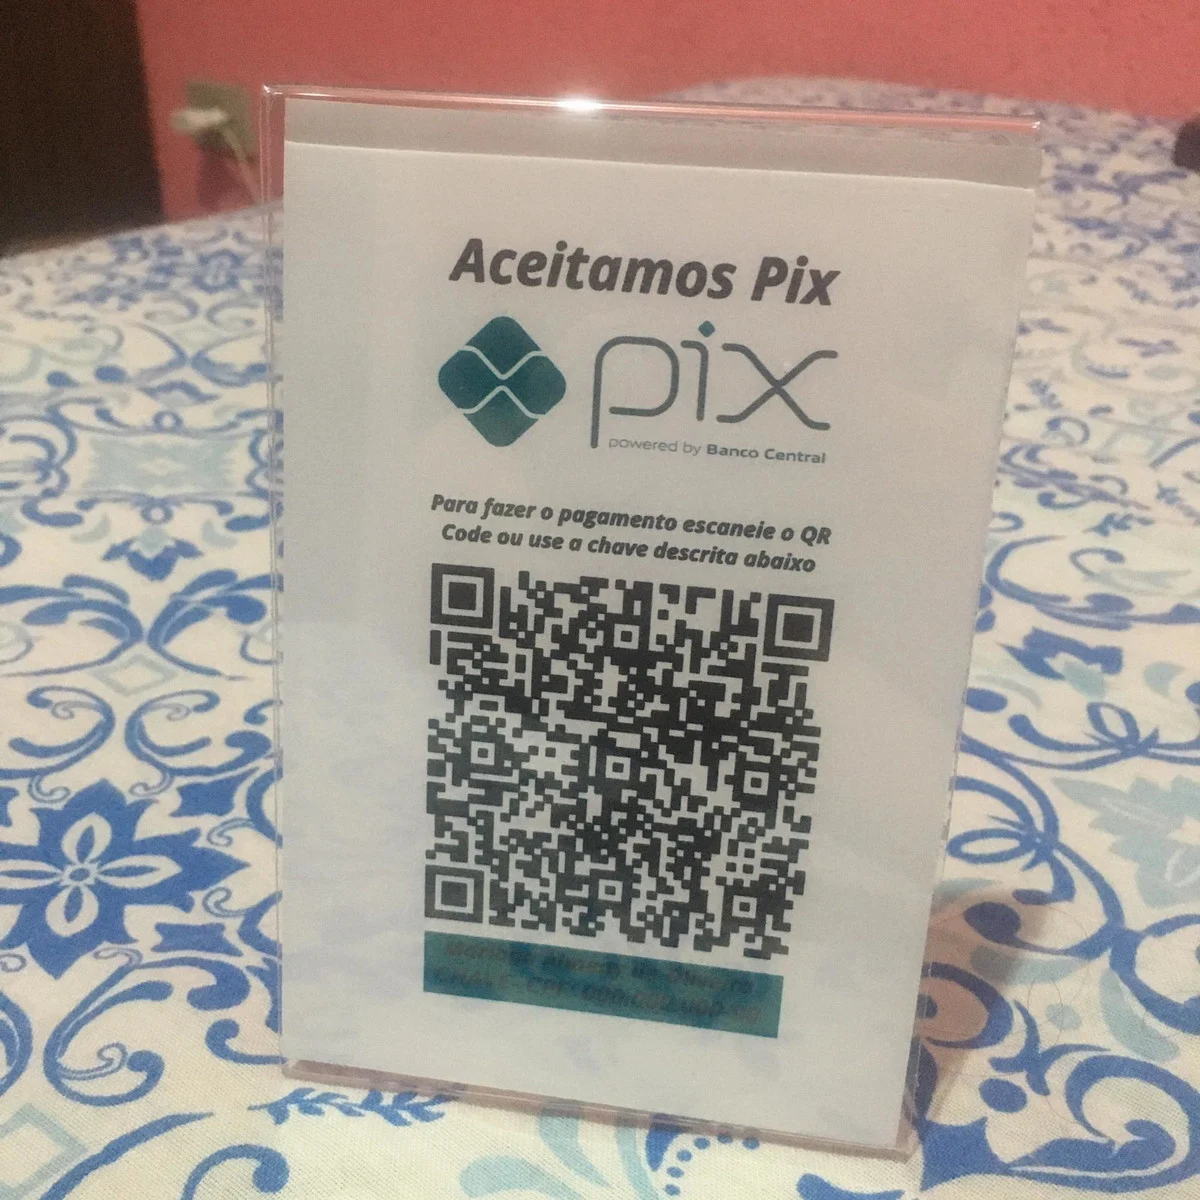 Aceitamos Pix
pix
powered by Banco Central
Para fazer o pagamento escaneie o QR
Code ou use a chave descrita abaixo